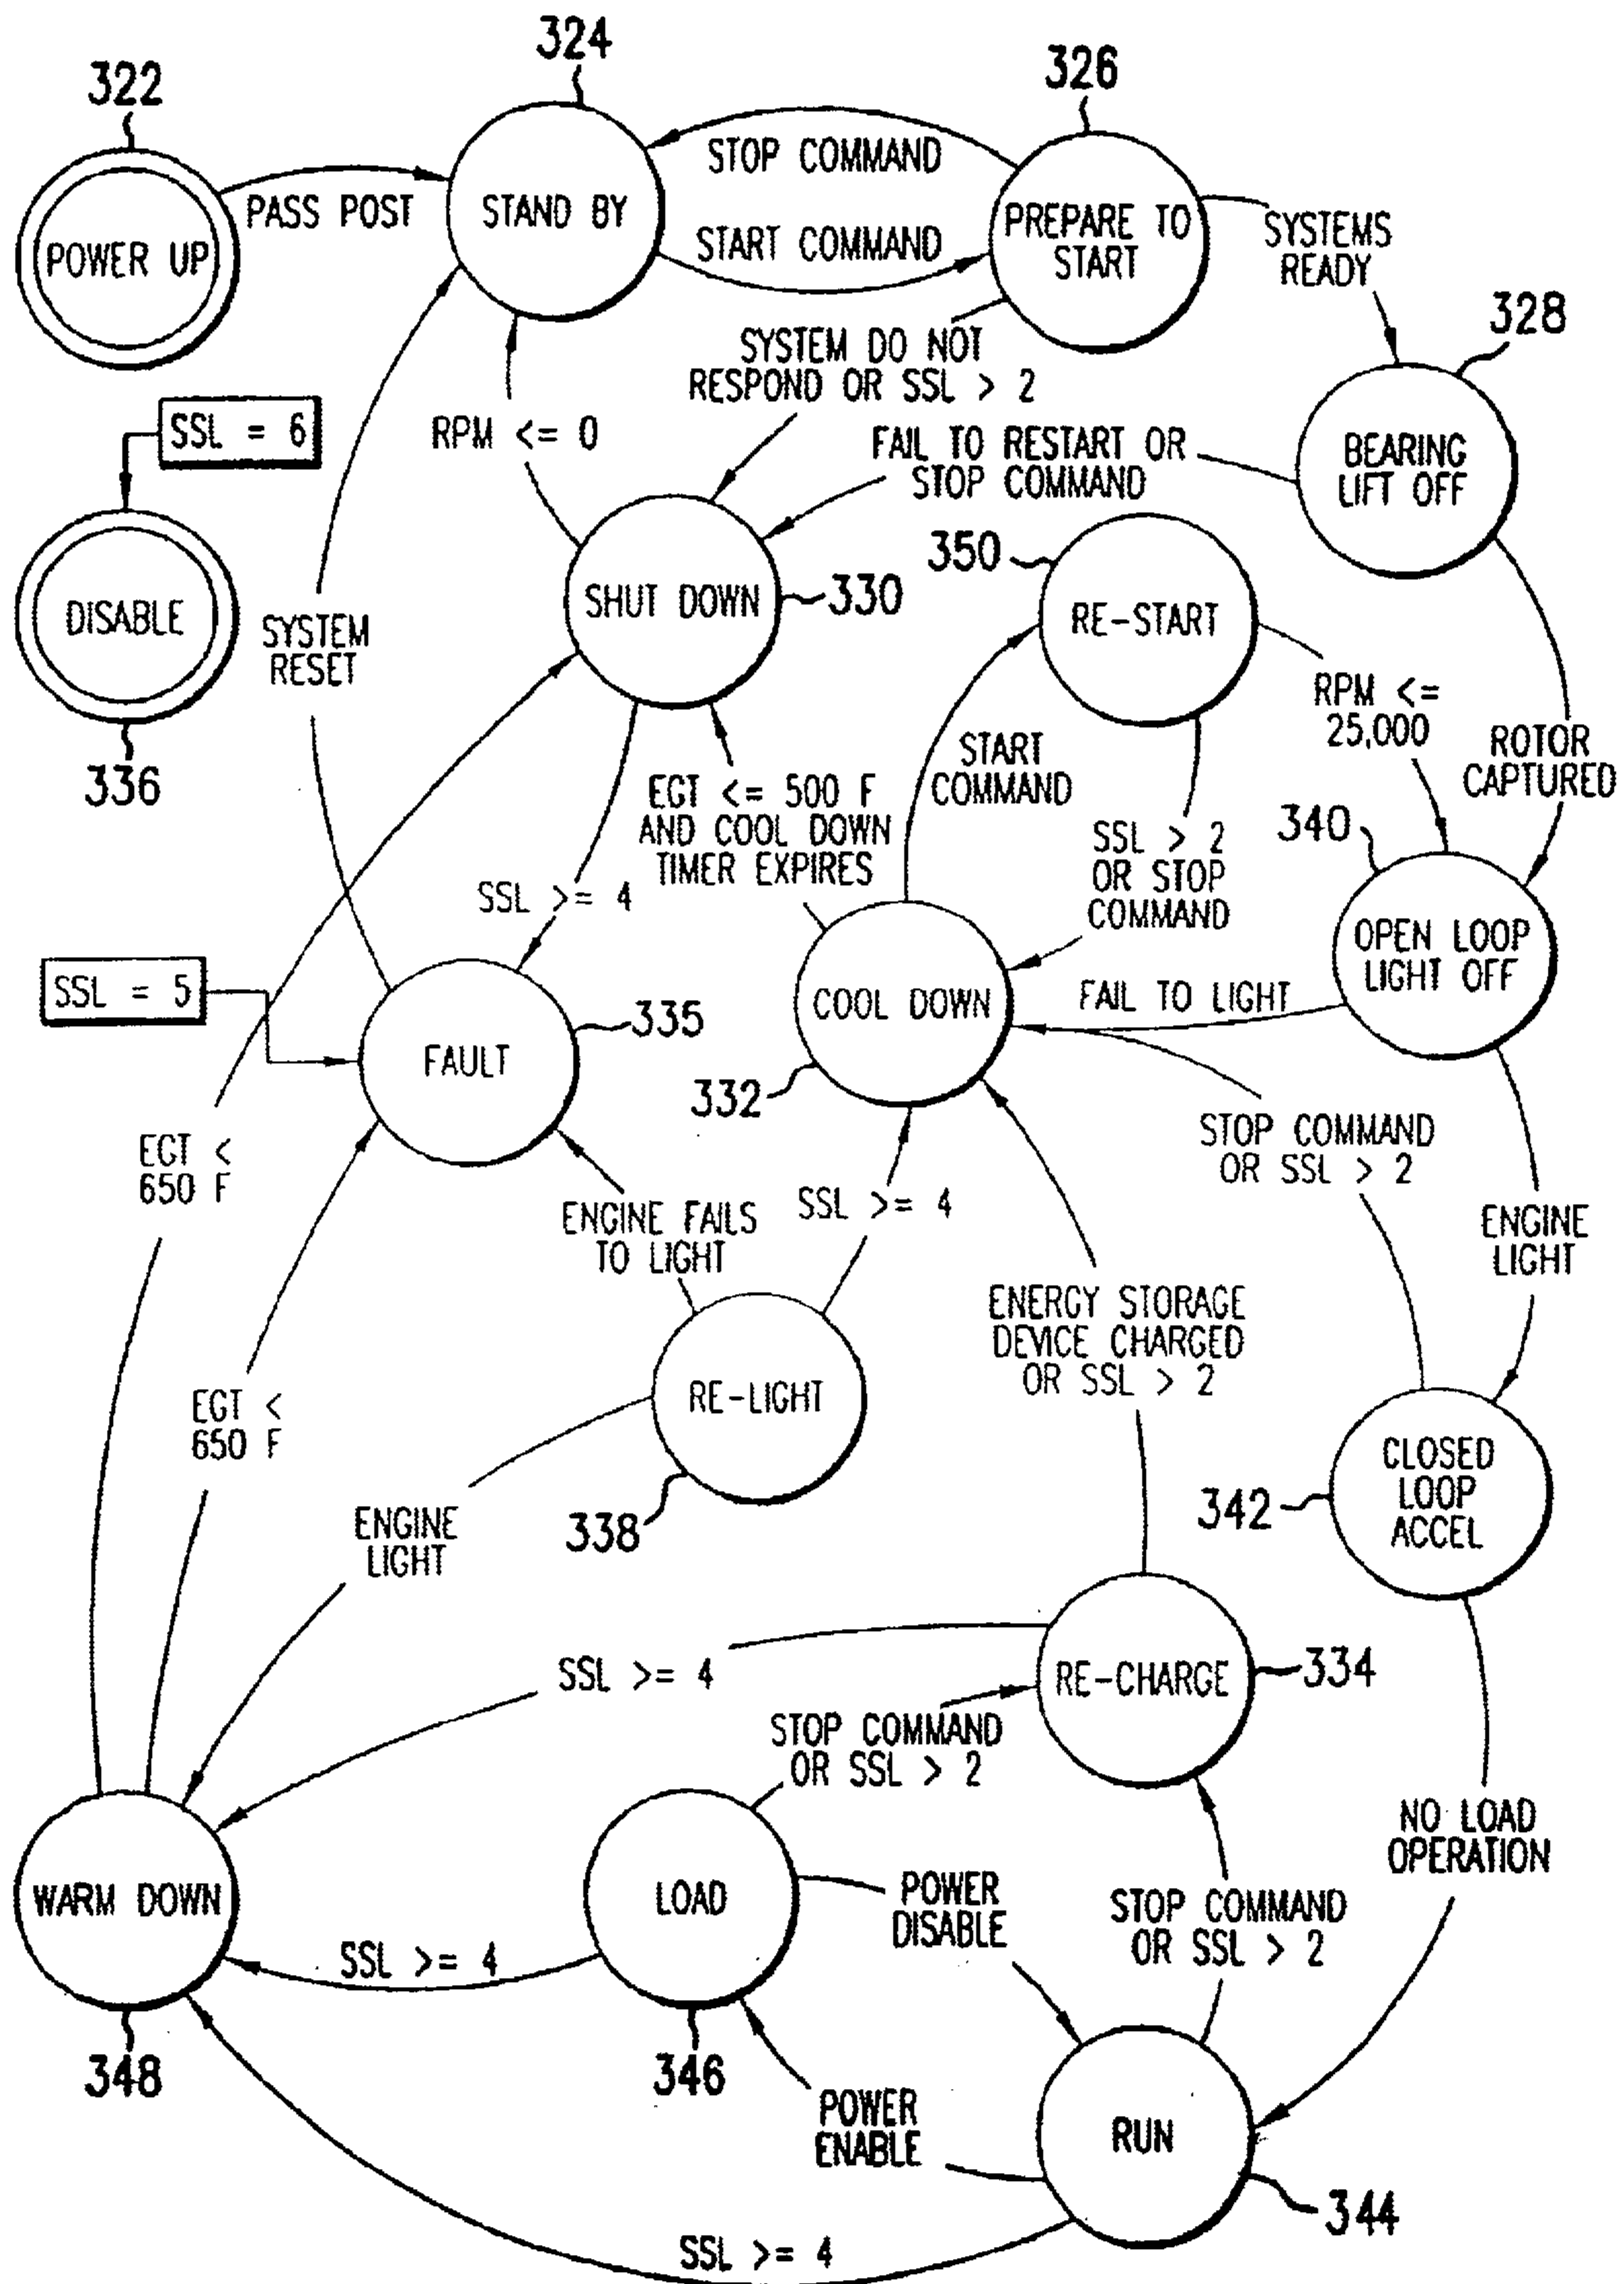 324
322
326
STOP COMMAND
PASS POST
STAND BY
POWER UP
START COMMAND
PREPARE TO
START
SYSTEMS
READY
328
SYSTEM DO NOT
RESPOND OR SSL > 2
SSL = 6
RPM <= 0
FAIL TO RESTART OR
STOP COMMAND
BEARING
LIFT OFF
350
DISABLE
SHUT DOWN
330
RE-START
SYSTEM
RESET
336
RPM <=
25,000
ROTOR
CAPTURED
START
COMMAND
EGT <= 500 F
AND COOL DOWN
TIMER EXPIRES
SSL > 2
OR STOP
COMMAND
340
SSL >= 4
OPEN LOOP
LIGHT OFF
SSL = 5
COOL DOWN
FAIL TO LIGHT
335
FAULT
332
EGT <
650 F
STOP COMMAND
OR SSL > 2
ENGINE FAILS
TO LIGHT
SSL >= 4
ENGINE
LIGHT
ENERGY STORAGE
DEVICE CHARGED
OR SSL > 2
EGT <
650 F
RE-LIGHT
338
CLOSED
LOOP
ACCEL
342
ENGINE
LIGHT
SSL >= 4
RE-CHARGE
334
STOP COMMAND
OR SSL > 2
NO LOAD
OPERATION
WARM DOWN
LOAD
POWER
DISABLE
STOP COMMAND
OR SSL > 2
SSL >= 4
348
346
POWER
ENABLE
RUN
344
SSL >= 4